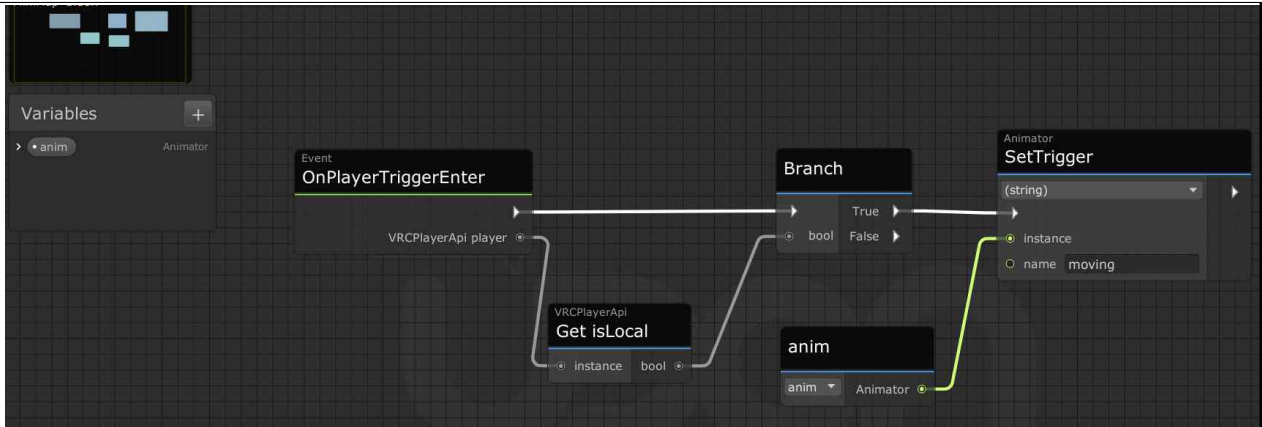 Variables
+
anim
Animator
Event
OnPlayerTriggerEnter
VRCPlayerApi player
VRCPlayerApi
Get isLocal
instance bool
Branch
True
bool False
anim
anim Animator
Animator
SetTrigger
(string)
instance
name moving